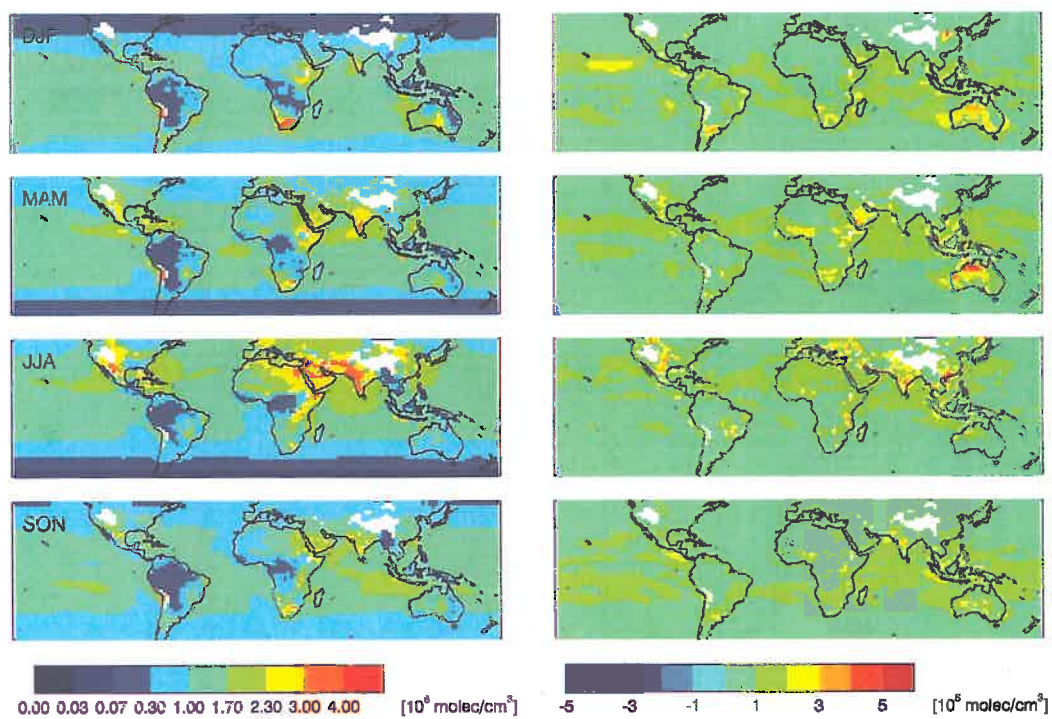 DJF
MAM
JJA
SON
0.00 0.03 0.07 0.30 1.00 1.70 2.30 3.00 4.00 [10⁶ molec/cm³]
-5 -3 -1 1 3 5 [10⁵ molec/cm³]